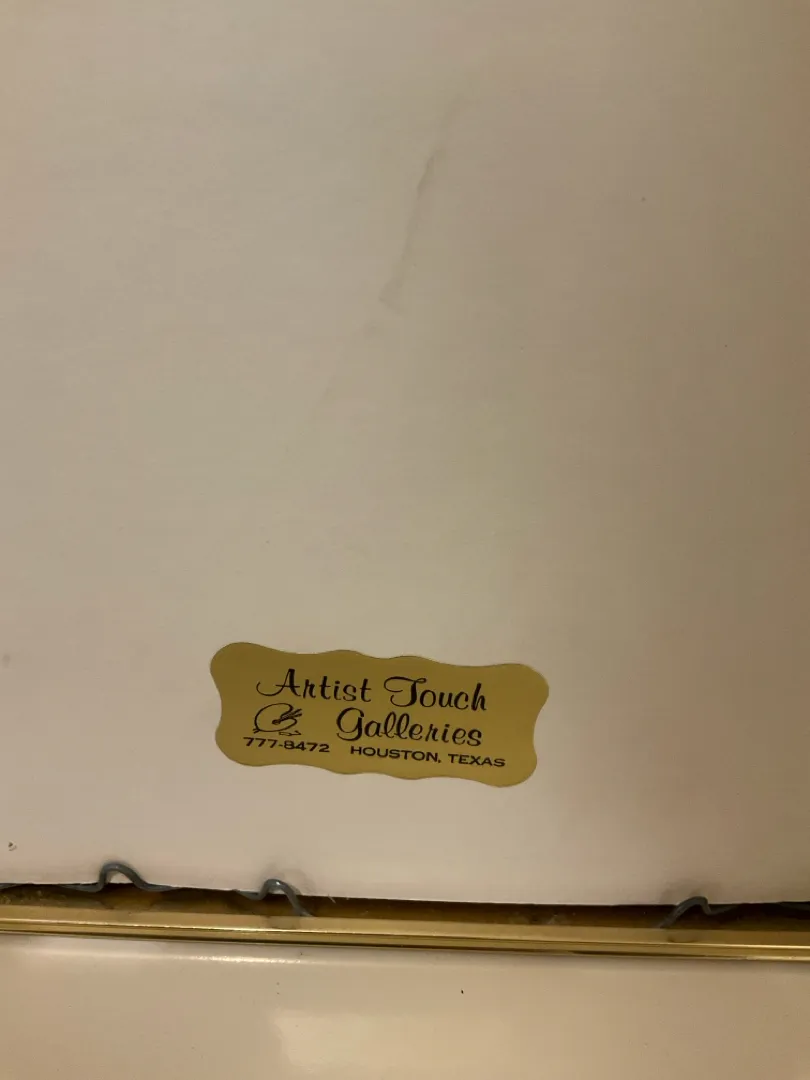 Artist Touch
Galleries
777-8472 HOUSTON, TEXAS